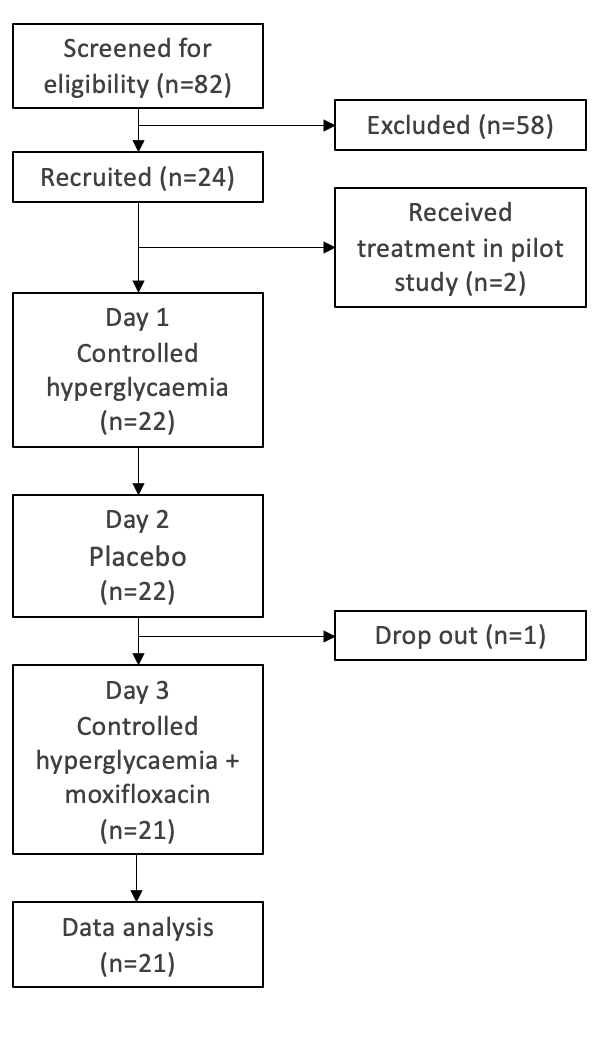 Screened for
eligibility (n=82)
Excluded (n=58)
Recruited (n=24)
Received
treatment in pilot
study (n=2)
Day 1
Controlled
hyperglycaemia
(n=22)
Day 2
Placebo
(n=22)
Drop out (n=1)
Day 3
Controlled
hyperglycaemia +
moxifloxacin
(n=21)
Data analysis
(n=21)